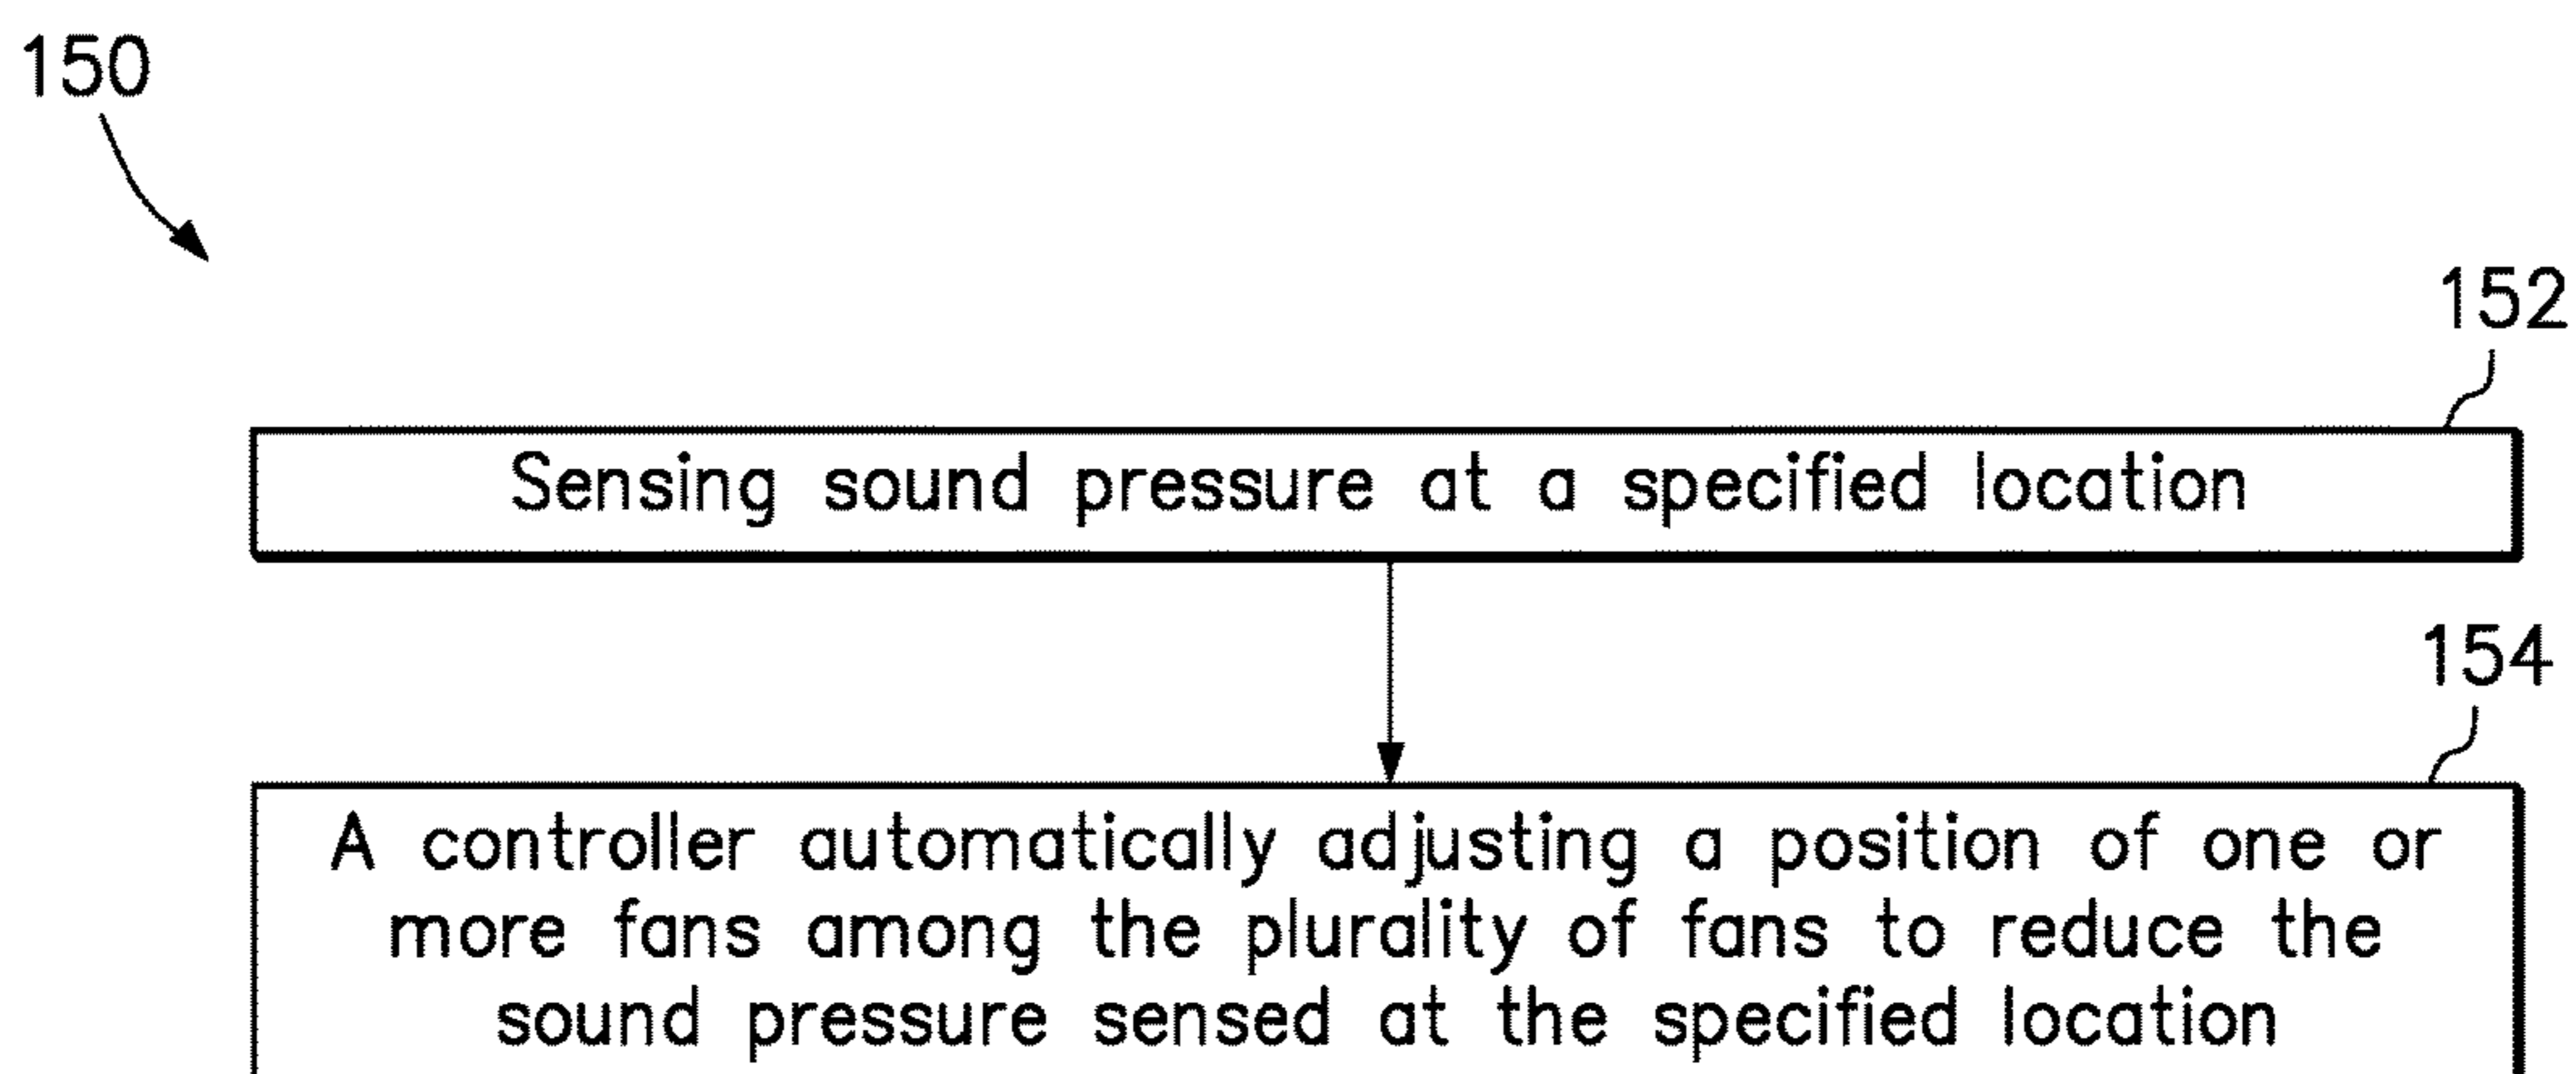 150
152
Sensing sound pressure at a specified location
154
A controller automatically adjusting a position of one or
more fans among the plurality of fans to reduce the
sound pressure sensed at the specified location